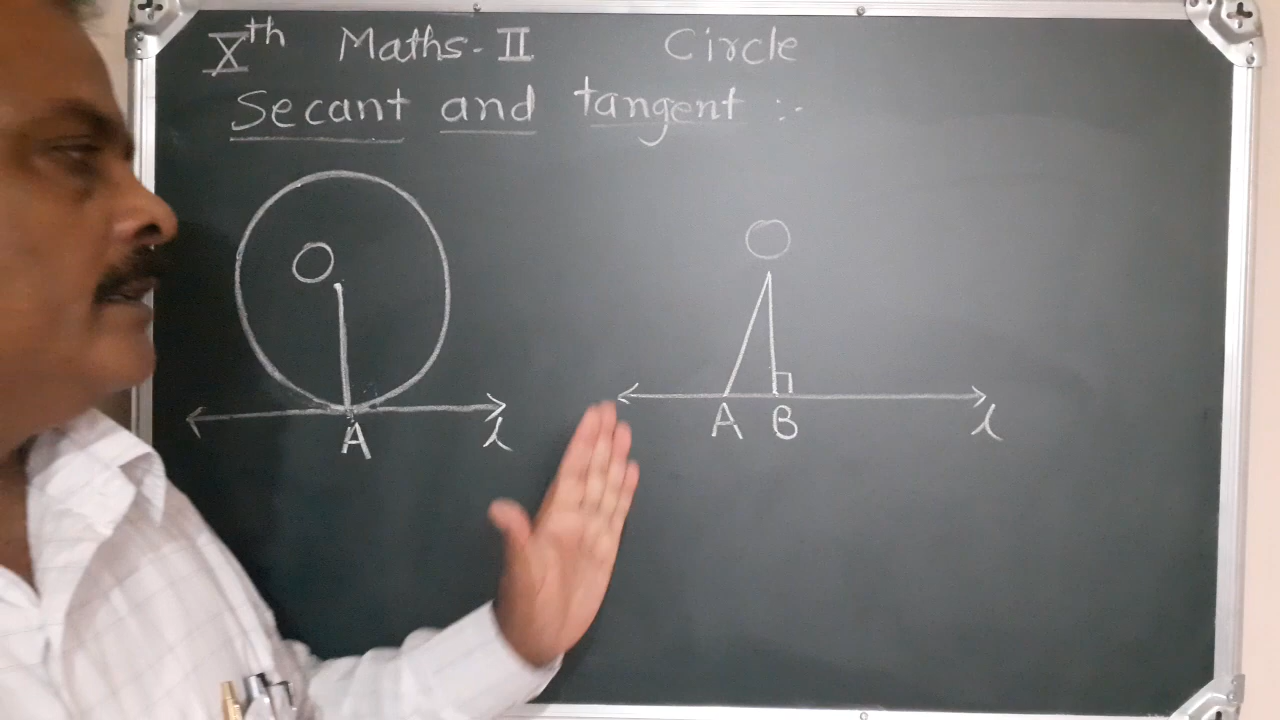 Xth Maths-II Circle
Secant and tangent :-
O
O
A l
A B l